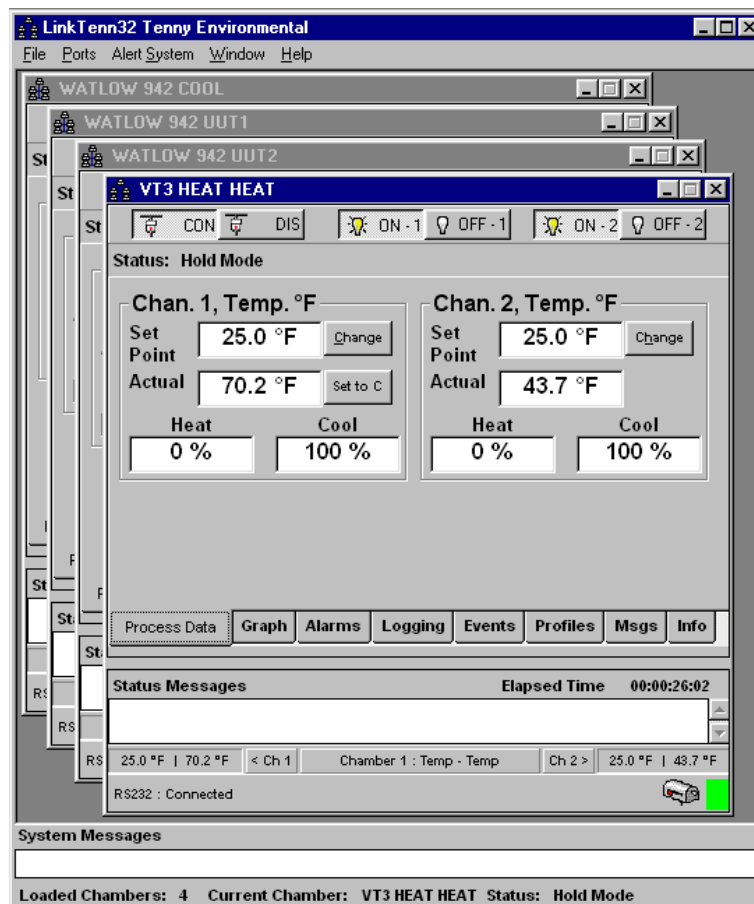 LinkTenn32 Tenny Environmental
File Ports Alert System Window Help
WATLOW 942 COOL
WATLOW 942 UUT1
WATLOW 942 UUT2
VT3 HEAT HEAT
CON DIS ON - 1 OFF - 1 ON - 2 OFF - 2
Status: Hold Mode
Chan. 1, Temp. °F Chan. 2, Temp. °F
Set Point 25.0 °F Change Set Point 25.0 °F Change
Actual 70.2 °F Set to C Actual 43.7 °F
Heat Cool Heat Cool
0 % 100 % 0 % 100 %
Process Data Graph Alarms Logging Events Profiles Msgs Info
Status Messages Elapsed Time 00:00:26:02
25.0 °F | 70.2 °F < Ch 1 Chamber 1 : Temp - Temp Ch 2 > 25.0 °F | 43.7 °F
RS232 : Connected
System Messages
Loaded Chambers: 4 Current Chamber: VT3 HEAT HEAT Status: Hold Mode